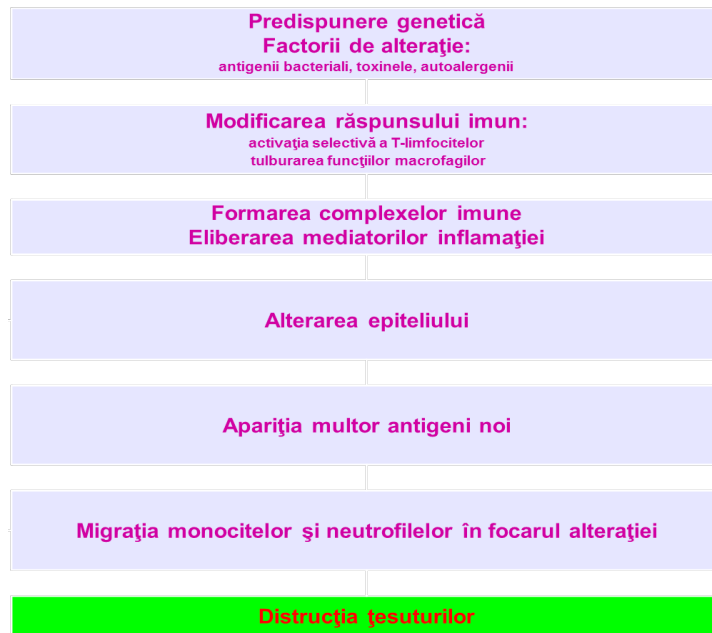 Predispunere genetică
Factorii de alteraţie:
antigenii bacteriali, toxinele, autoalergenii
Modificarea răspunsului imun:
activaţia selectivă a T-limfocitelor
tulburarea funcţiilor macrofagilor
Formarea complexelor imune
Eliberarea mediatorilor inflamaţiei
Alterarea epiteliului
Apariţia multor antigeni noi
Migraţia monocitelor şi neutrofilelor în focarul alteraţiei
Distrucţia ţesuturilor